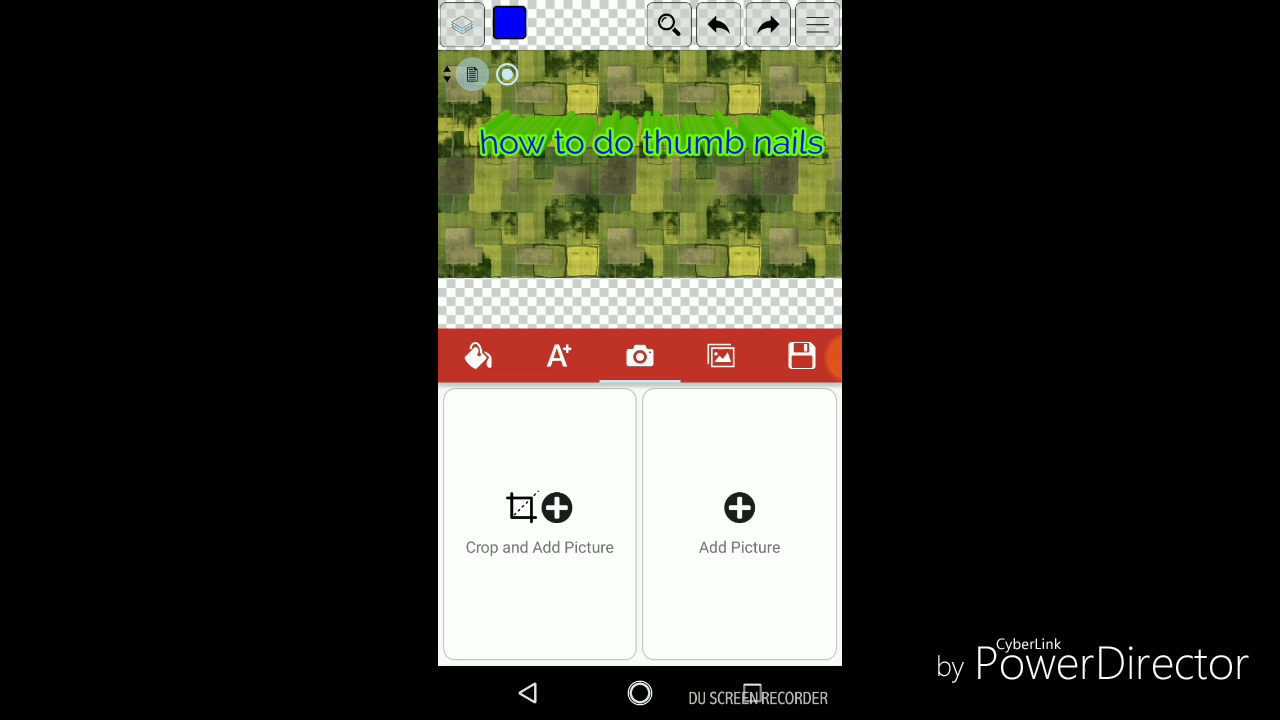 how to do thumb nails
Crop and Add Picture
Add Picture
CyberLink
by PowerDirector
DU SCREEN RECORDER